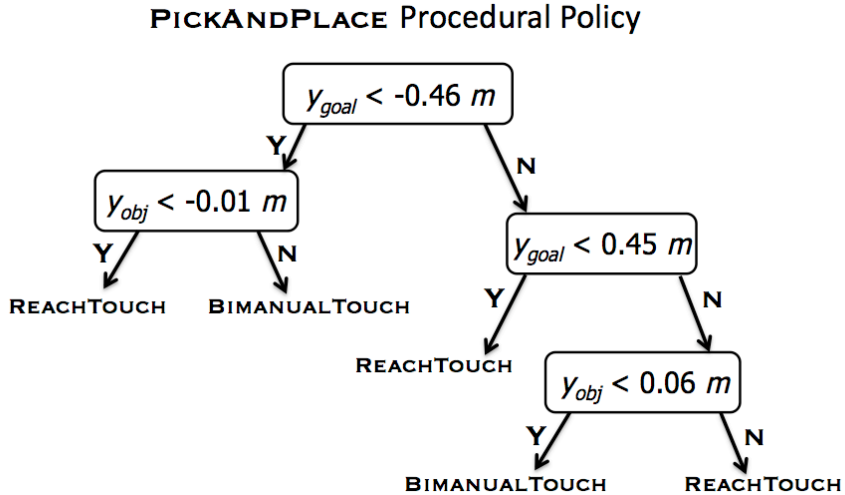 PICKANDPLACE Procedural Policy
ygoal < -0.46 m
Y
N
yobj < -0.01 m
ygoal < 0.45 m
Y
N
Y
N
REACHTOUCH
BIMANUALTOUCH
REACHTOUCH
yobj < 0.06 m
Y
N
BIMANUALTOUCH
REACHTOUCH